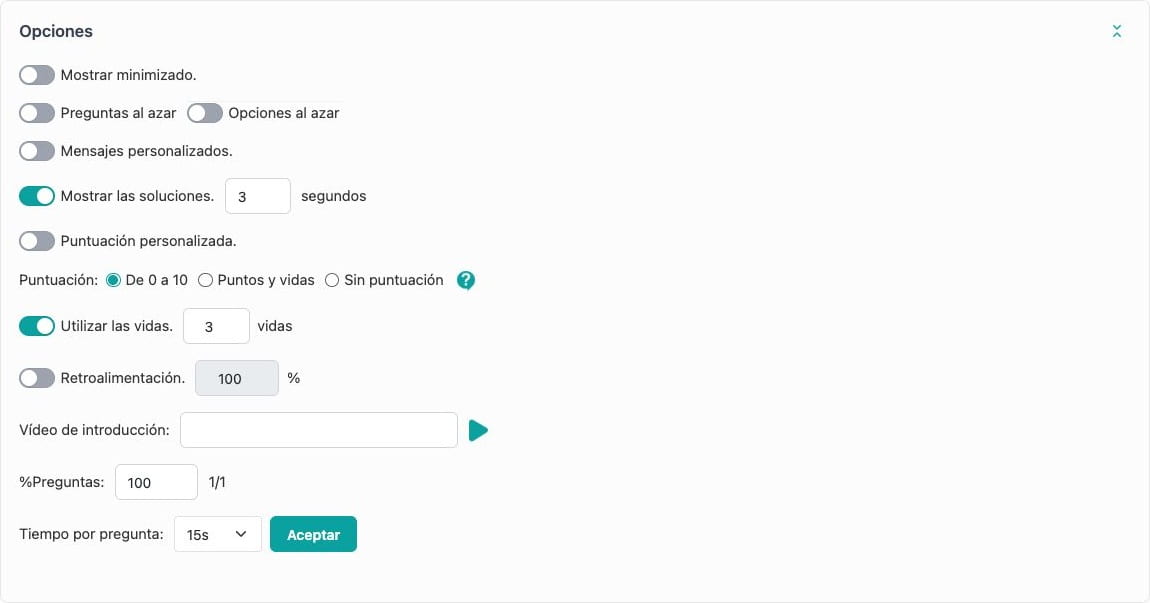 Opciones
Mostrar minimizado.
Preguntas al azar Opciones al azar
Mensajes personalizados.
Mostrar las soluciones. 3 segundos
Puntuación personalizada.
Puntuación: De 0 a 10 Puntos y vidas Sin puntuación ?
Utilizar las vidas. 3 vidas
Retroalimentación. 100 %
Vídeo de introducción:
%Preguntas: 100 1/1
Tiempo por pregunta: 15s Aceptar